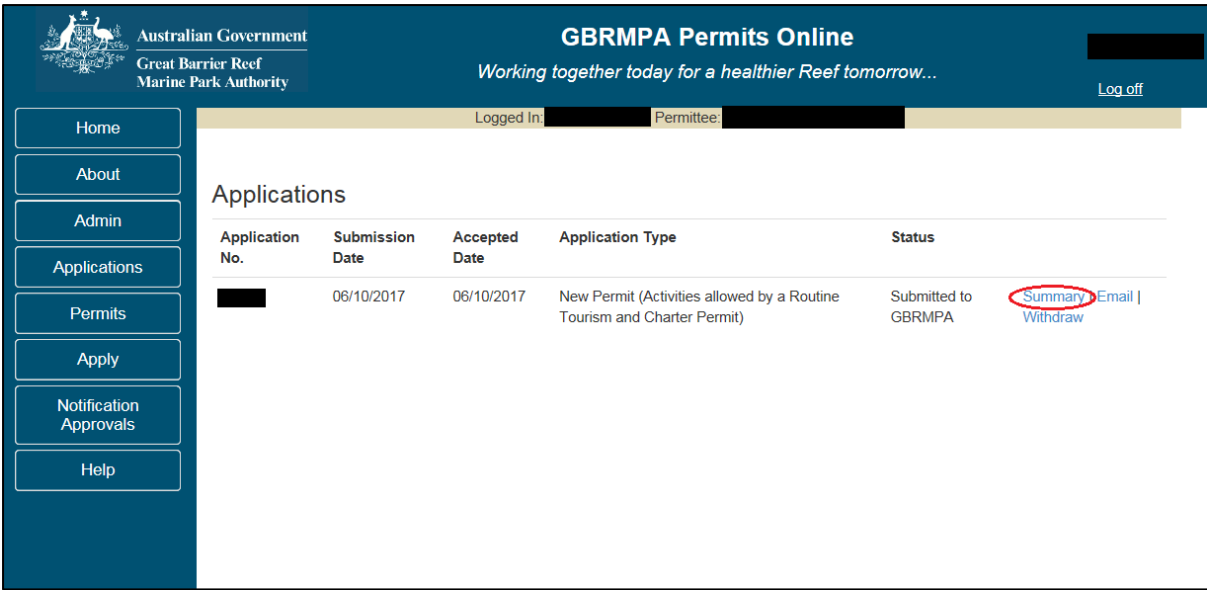 Australian Government
Great Barrier Reef
Marine Park Authority
GBRMPA Permits Online
Working together today for a healthier Reef tomorrow...
Log off
Home
About
Admin
Applications
Permits
Apply
Notification
Approvals
Help
Logged In: Permittee:
Applications
Application No. Submission Date Accepted Date Application Type Status
06/10/2017 06/10/2017 New Permit (Activities allowed by a Routine Submitted to Summary | Email |
Tourism and Charter Permit) GBRMPA Withdraw